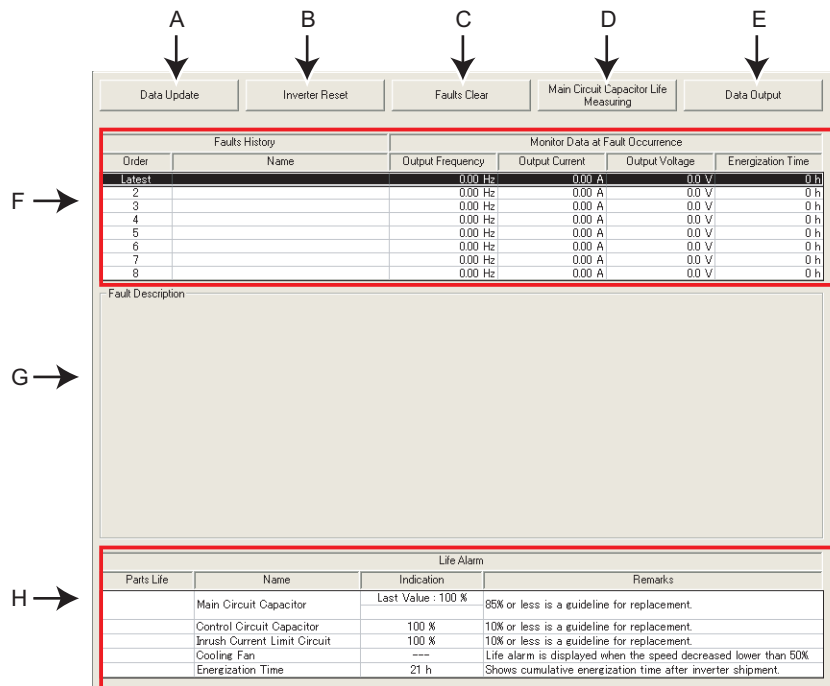 A B C D E
Data Update Inverter Reset Faults Clear Main Circuit Capacitor Life Measuring Data Output
Faults History Monitor Data at Fault Occurrence
Order Name Output Frequency Output Current Output Voltage Energization Time
Latest 0.00 Hz 0.00 A 0.0 V 0 h
2 0.00 Hz 0.00 A 0.0 V 0 h
3 0.00 Hz 0.00 A 0.0 V 0 h
4 0.00 Hz 0.00 A 0.0 V 0 h
5 0.00 Hz 0.00 A 0.0 V 0 h
6 0.00 Hz 0.00 A 0.0 V 0 h
7 0.00 Hz 0.00 A 0.0 V 0 h
8 0.00 Hz 0.00 A 0.0 V 0 h
F
Fault Description
G
Life Alarm
Parts Life Name Indication Remarks
Main Circuit Capacitor Last Value : 100 % 85% or less is a guideline for replacement.
Control Circuit Capacitor 100 % 10% or less is a guideline for replacement.
Inrush Current Limit Circuit 100 % 10% or less is a guideline for replacement.
Cooling Fan --- Life alarm is displayed when the speed decreased lower than 50%
Energization Time 21 h Shows cumulative energization time after inverter shipment.
H